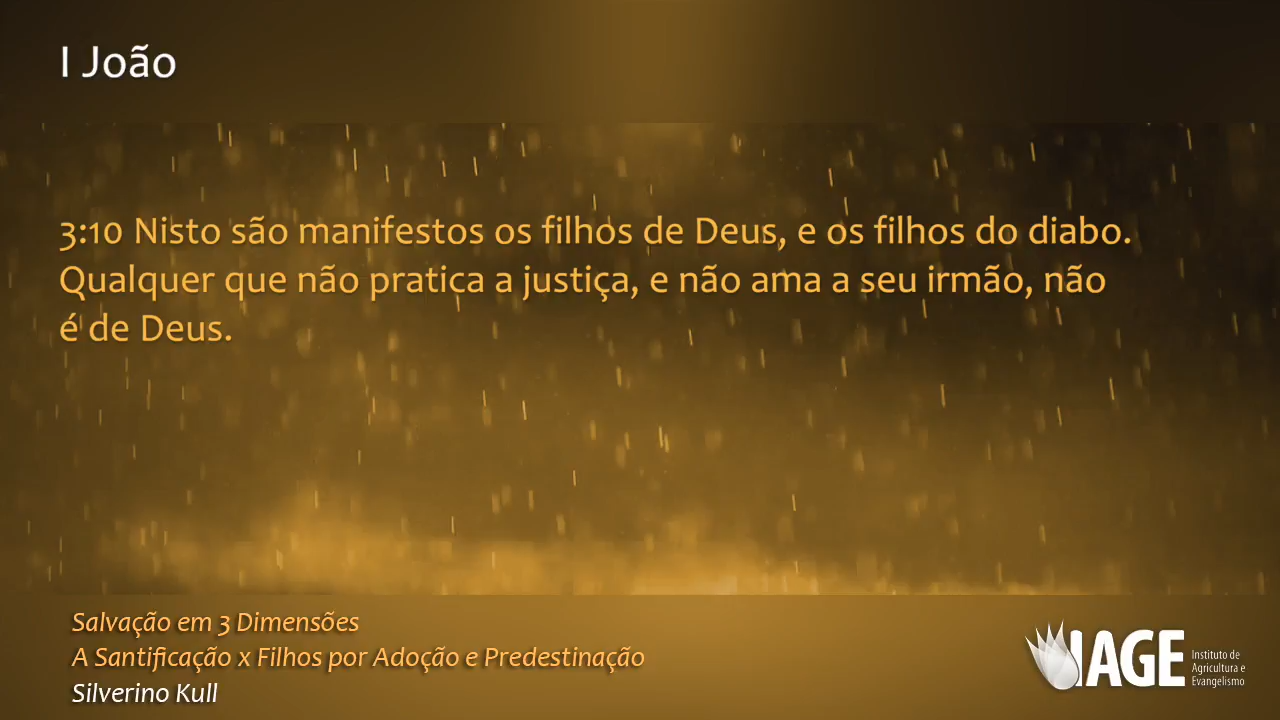 I João
3:10 Nisto são manifestos os filhos de Deus, e os filhos do diabo.
Qualquer que não pratica a justiça, e não ama a seu irmão, não
é de Deus.
Salvação em 3 Dimensões
A Santificação x Filhos por Adoção e Predestinação
Silverino Kull
IAGE
Instituto de
Agricultura e
Evangelismo